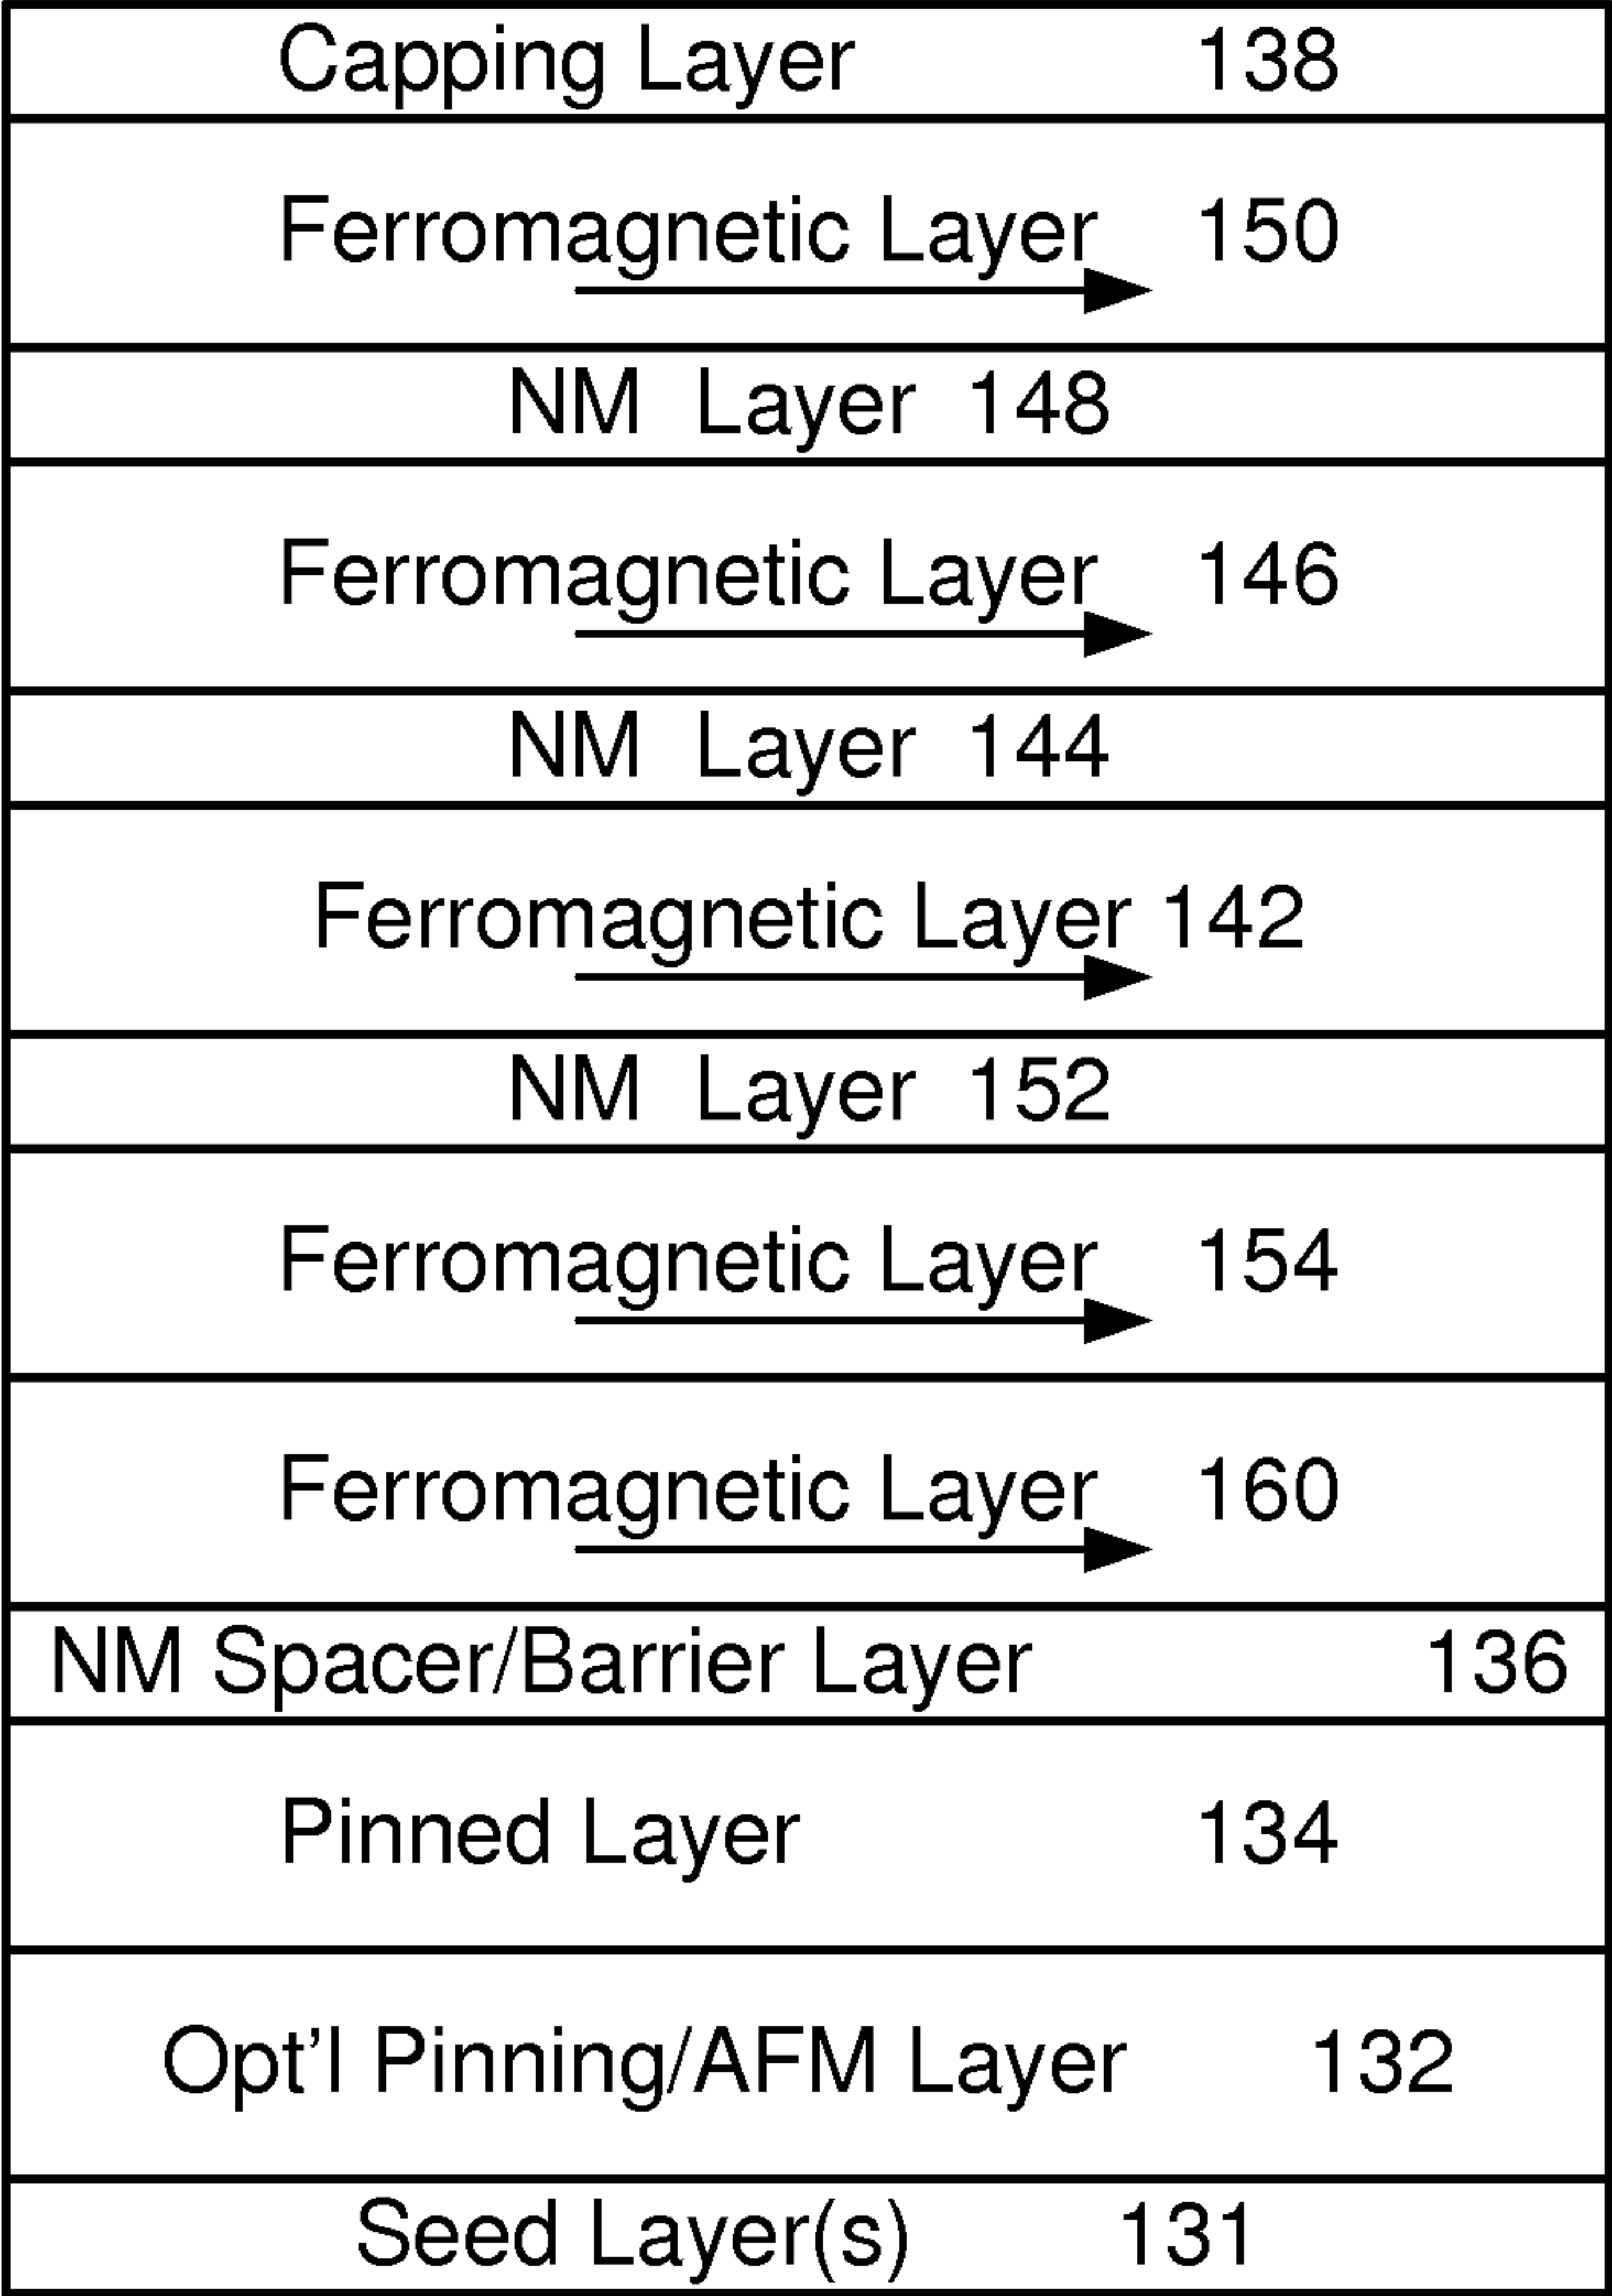 Capping Layer 138
Ferromagnetic Layer 150
NM Layer 148
Ferromagnetic Layer 146
NM Layer 144
Ferromagnetic Layer 142
NM Layer 152
Ferromagnetic Layer 154
Ferromagnetic Layer 160
NM Spacer/Barrier Layer 136
Pinned Layer 134
Opt'l Pinning/AFM Layer 132
Seed Layer(s) 131